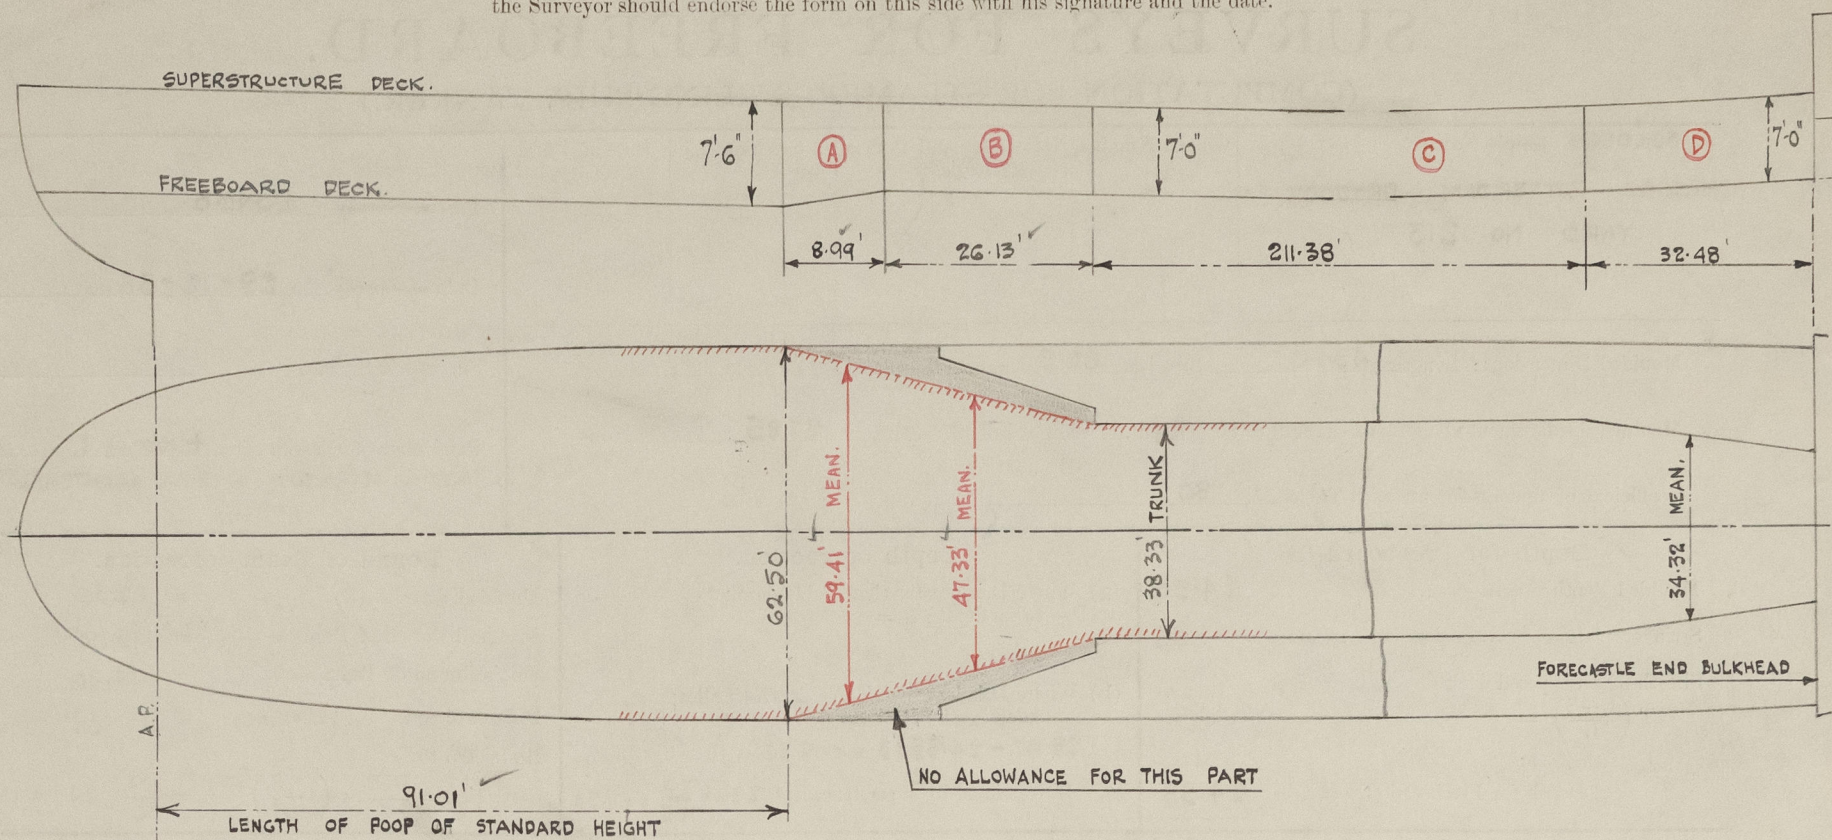 the Surveyor should endorse the form on this side with his signature and the date.
SURVEYS FOR FREEBOARD.
SUPERSTRUCTURE DECK.
7'-6"
A
B
7'-0"
C
D
7'-0"
FREEBOARD DECK.
8.99'
26.13'
211.38'
32.48'
62.50'
59.41' MEAN.
47.33' MEAN.
38.33' TRUNK
34.32' MEAN.
FORECASTLE END BULKHEAD
A.P.
NO ALLOWANCE FOR THIS PART
91.01'
LENGTH OF POOP OF STANDARD HEIGHT